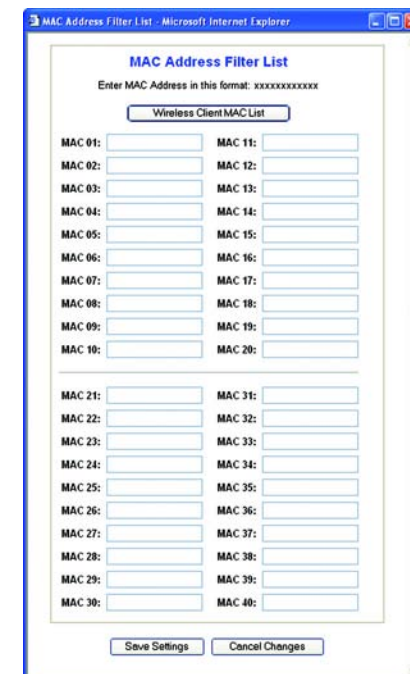 MAC Address Filter List - Microsoft Internet Explorer
MAC Address Filter List
Enter MAC Address in this format: xxxxxxxxxxxx
Wireless Client MAC List
MAC 01: MAC 11:
MAC 02: MAC 12:
MAC 03: MAC 13:
MAC 04: MAC 14:
MAC 05: MAC 15:
MAC 06: MAC 16:
MAC 07: MAC 17:
MAC 08: MAC 18:
MAC 09: MAC 19:
MAC 10: MAC 20:
MAC 21: MAC 31:
MAC 22: MAC 32:
MAC 23: MAC 33:
MAC 24: MAC 34:
MAC 25: MAC 35:
MAC 26: MAC 36:
MAC 27: MAC 37:
MAC 28: MAC 38:
MAC 29: MAC 39:
MAC 30: MAC 40:
Save Settings Cancel Changes